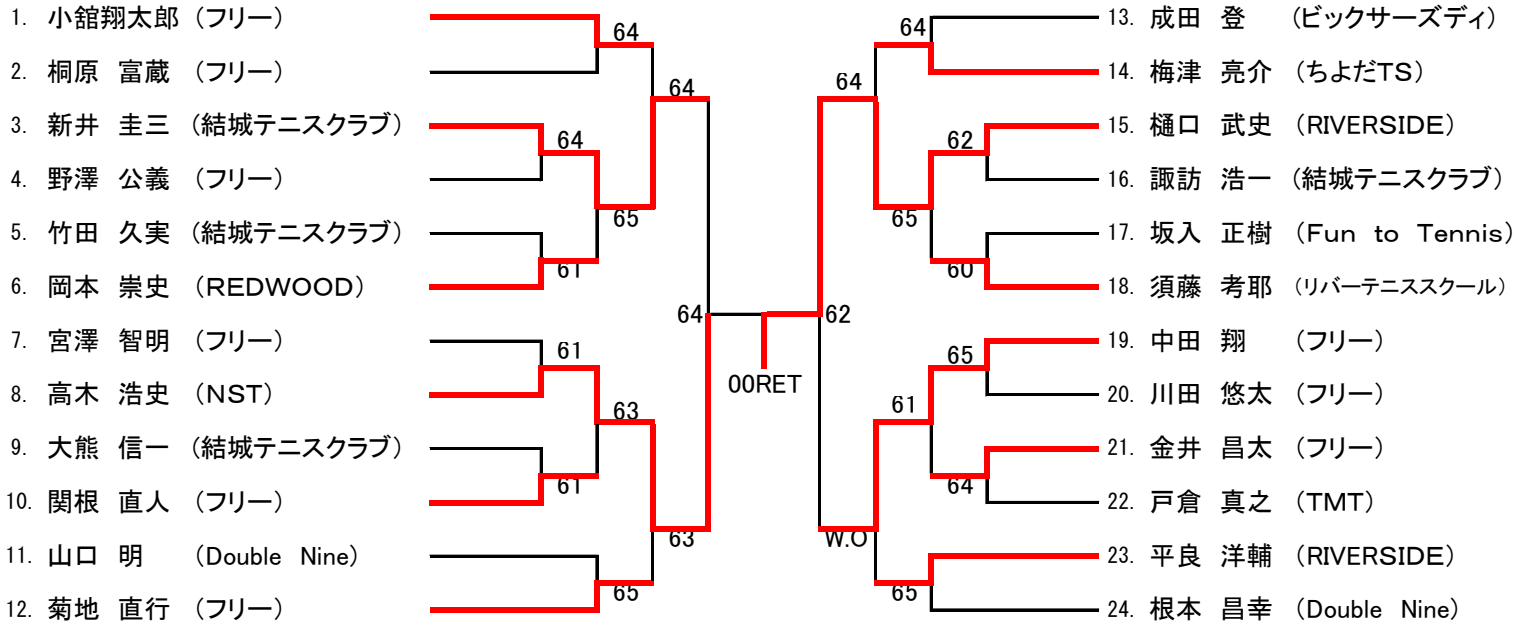 1. 小舘翔太郎 (フリー)
2. 桐原 富蔵 (フリー)
3. 新井 圭三 (結城テニスクラブ)
4. 野澤 公義 (フリー)
5. 竹田 久実 (結城テニスクラブ)
6. 岡本 崇史 (REDWOOD)
7. 宮澤 智明 (フリー)
8. 高木 浩史 (NST)
9. 大熊 信一 (結城テニスクラブ)
10. 関根 直人 (フリー)
11. 山口 明 (Double Nine)
12. 菊地 直行 (フリー)
64
64
64
65
61
64
61
63
61
63
65
00RET
64
64
62
65
60
62
65
61
64
W.O
65
13. 成田 登 (ビックサーズディ)
14. 梅津 亮介 (ちよだTS)
15. 樋口 武史 (RIVERSIDE)
16. 諏訪 浩一 (結城テニスクラブ)
17. 坂入 正樹 (Fun to Tennis)
18. 須藤 考耶 (リバーテニススクール)
19. 中田 翔 (フリー)
20. 川田 悠太 (フリー)
21. 金井 昌太 (フリー)
22. 戸倉 真之 (TMT)
23. 平良 洋輔 (RIVERSIDE)
24. 根本 昌幸 (Double Nine)